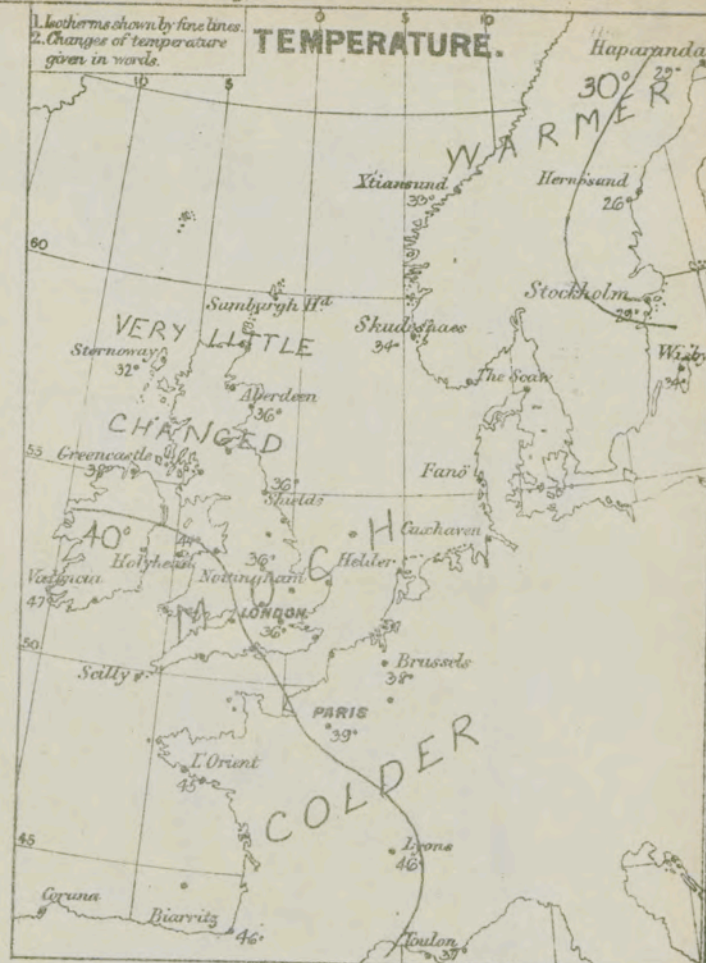 1. Isotherms shown by fine lines.
2. Changes of temperature
given in words.
TEMPERATURE.
0
10
10
5
5
10
Haparanda
29°
30°
WARMER
Xtiansund
33°
Hernösand
26°
60
Sumburgh Hd.
Stockholm
29°
VERY LITTLE
Skudesnaes
34°
Stornoway
32°
Wisby
34°
The Scaw
Aberdeen
36°
CHANGED
55
Greencastle
38°
36°
Shields
Fanö
40°
Cuxhaven
Holyhead
36°
Nottingham
Helder
MUCH
Valencia
47°
LONDON
36°
50
Scilly
Brussels
38°
PARIS
39°
L'Orient
45°
COLDER
Lyons
46°
45
Coruna
Biarritz
46°
Toulon